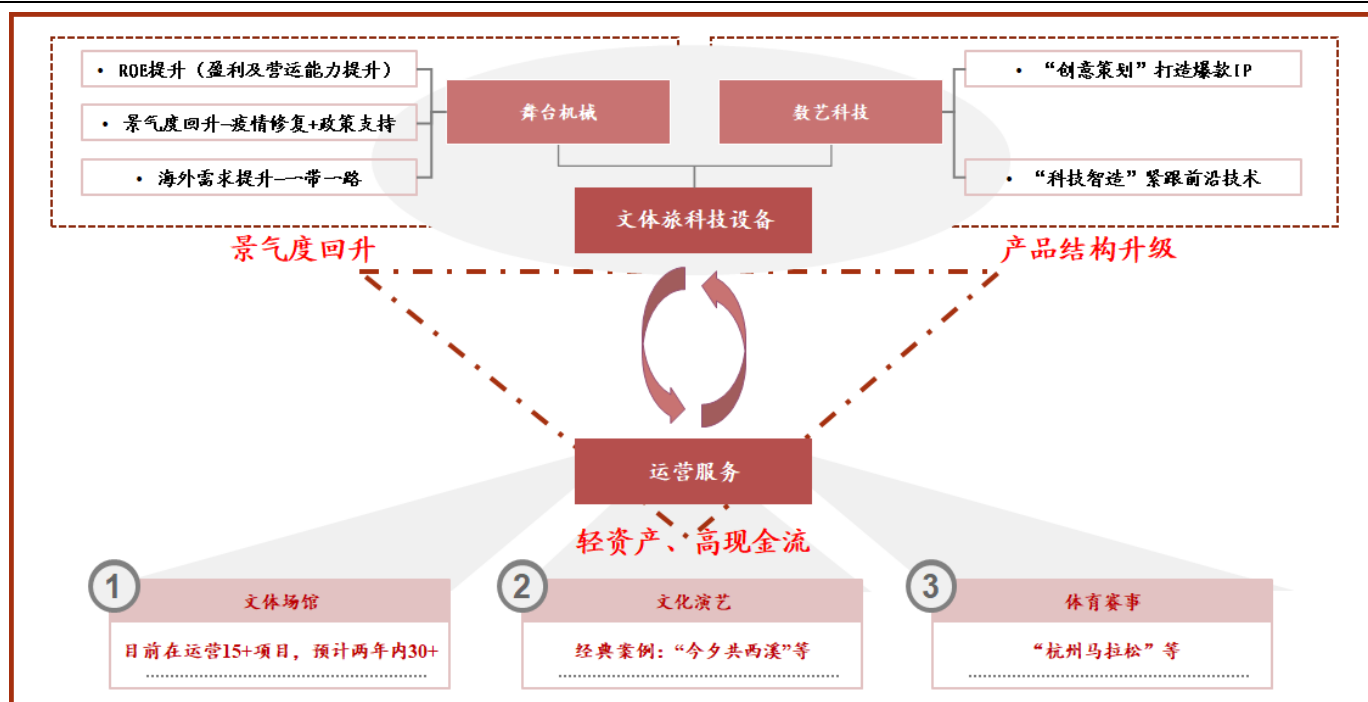 • ROE提升（盈利及营运能力提升）
• 景气度回升—疫情修复+政策支持
• 海外需求提升—一带一路
舞台机械
数艺科技
• “创意策划”打造爆款IP
• “科技智造”紧跟前沿技术
文体旅科技设备
景气度回升
产品结构升级
运营服务
轻资产、高现金流
1
文体场馆
目前在运营15+项目，预计两年内30+
2
文化演艺
经典案例：“今夕共西溪”等
3
体育赛事
“杭州马拉松”等